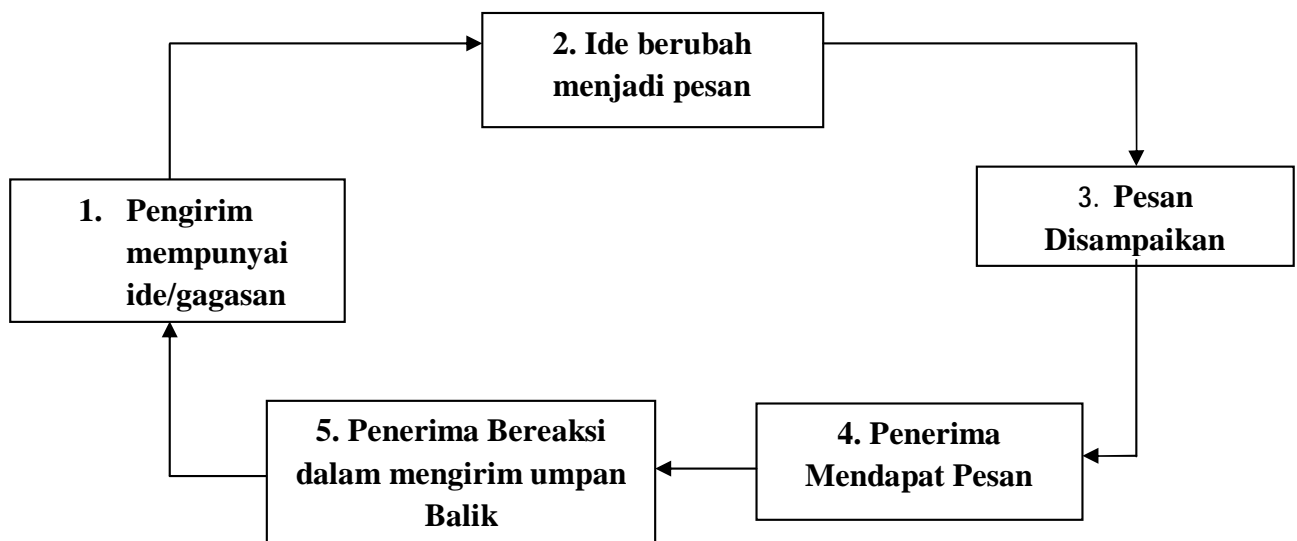 2. Ide berubah
menjadi pesan
1. Pengirim
mempunyai
ide/gagasan
3. Pesan
Disampaikan
5. Penerima Bereaksi
dalam mengirim umpan
Balik
4. Penerima
Mendapat Pesan